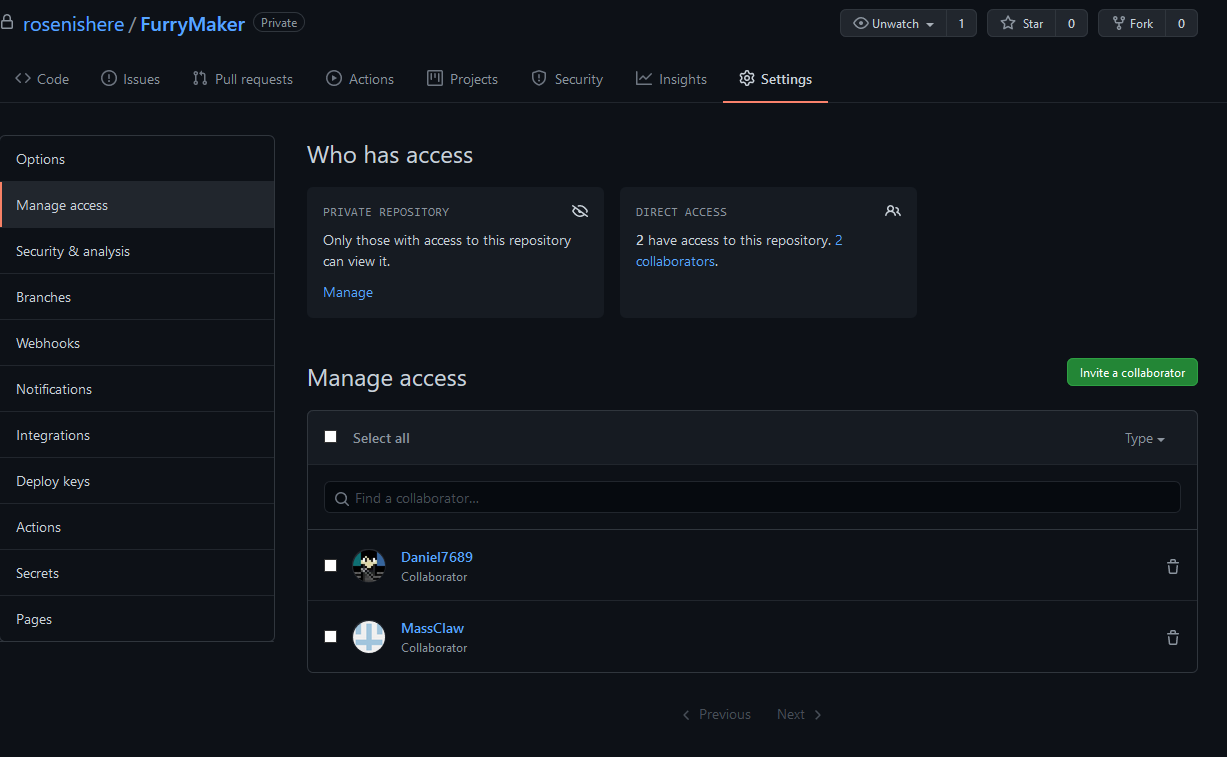 rosenishere / FurryMaker Private
Unwatch 1 Star 0 Fork 0
Code Issues Pull requests Actions Projects Security Insights Settings
Options
Manage access
Security & analysis
Branches
Webhooks
Notifications
Integrations
Deploy keys
Actions
Secrets
Pages
Who has access
PRIVATE REPOSITORY
Only those with access to this repository
can view it.
Manage
DIRECT ACCESS
2 have access to this repository. 2
collaborators.
Manage access
Invite a collaborator
Select all Type
Find a collaborator...
Daniel7689
Collaborator
MassClaw
Collaborator
Previous Next